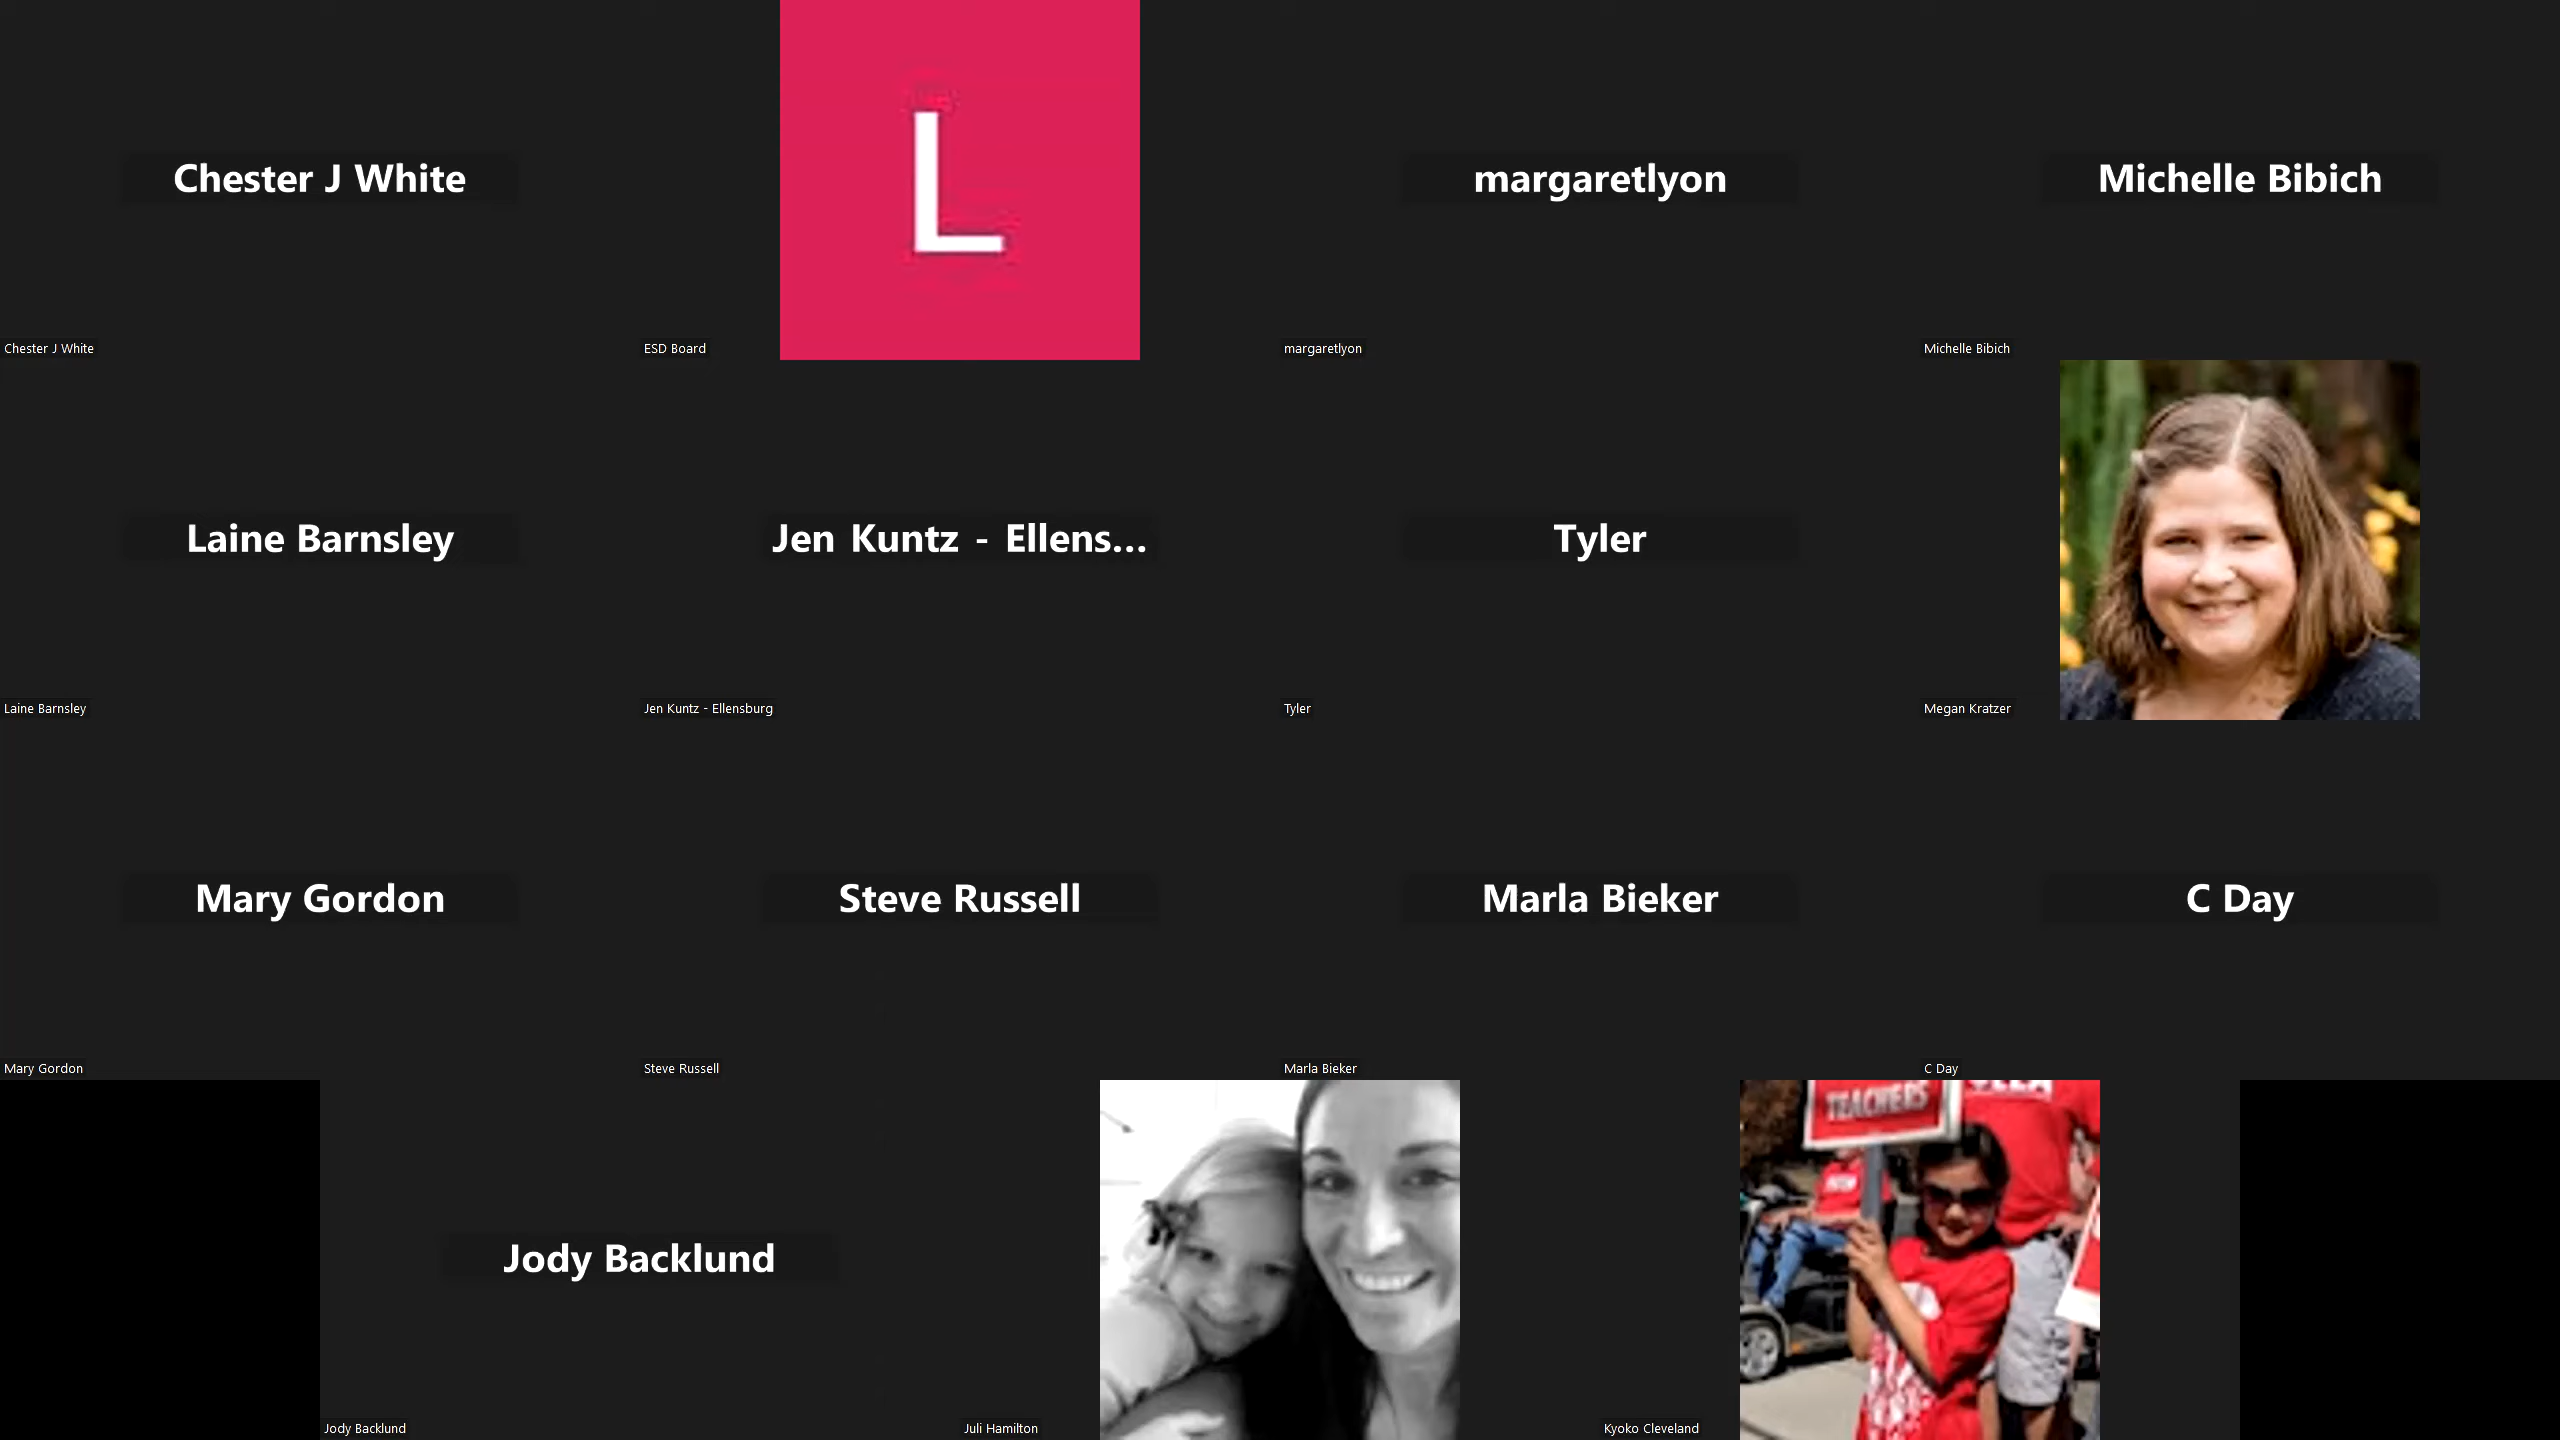 Chester J White
L
margaretlyon
Michelle Bibich
Chester J White
ESD Board
margaretlyon
Michelle Bibich
Laine Barnsley
Jen Kuntz - Ellens...
Tyler
Laine Barnsley
Jen Kuntz - Ellensburg
Tyler
Megan Kratzer
Mary Gordon
Steve Russell
Marla Bieker
C Day
Mary Gordon
Steve Russell
Marla Bieker
C Day
TEACHERS
Jody Backlund
Jody Backlund
Juli Hamilton
Kyoko Cleveland